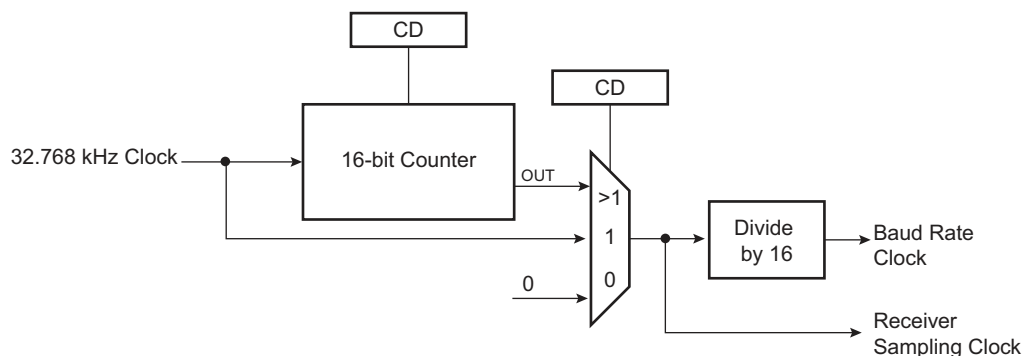 CD
CD
32.768 kHz Clock
16-bit Counter
OUT
>1
1
0
0
Divide
by 16
Baud Rate
Clock
Receiver
Sampling Clock